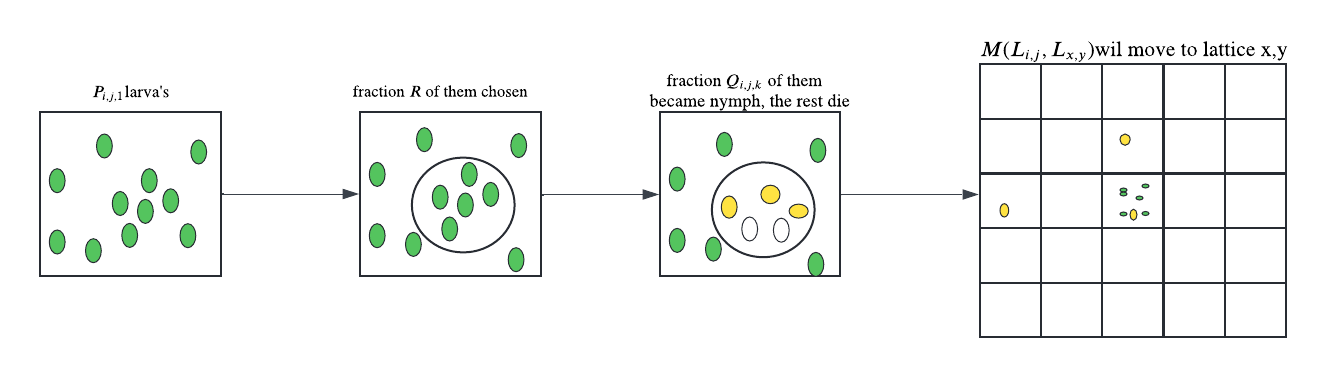 P_{i,j,1} larva's
fraction R of them chosen
fraction Q_{i,j,k} of them
became nymph, the rest die
M(L_{i,j}, L_{x,y})wil move to lattice x,y